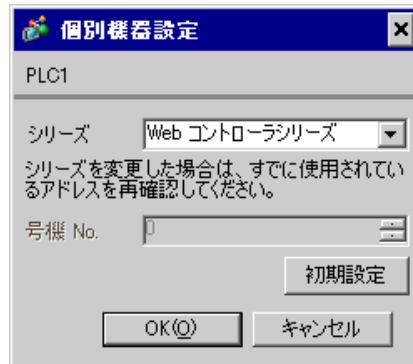 個別機器設定
PLC1
シリーズ Web コントローラシリーズ
シリーズを変更した場合は、すでに使用されてい
るアドレスを再確認してください。
号機 No. 0
初期設定
OK(O) キャンセル